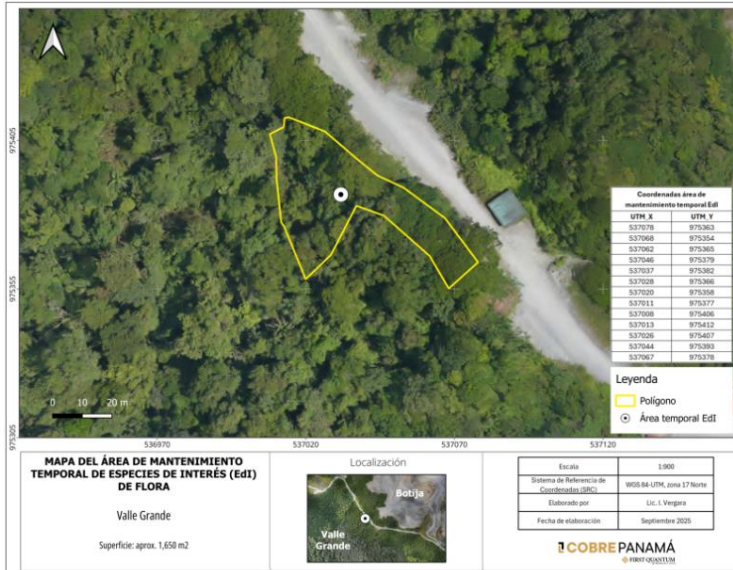 975405
975355
975305
0 10 20 m
536970 537020 537070 537120
Coordenadas área de
mantenimiento temporal EdI
UTM_X UTM_Y
537078 975363
537068 975354
537062 975365
537046 975379
537037 975382
537028 975366
537020 975358
537011 975377
537008 975406
537013 975412
537026 975407
537044 975393
537067 975378
Leyenda
Polígono
Área temporal EdI
MAPA DEL ÁREA DE MANTENIMIENTO
TEMPORAL DE ESPECIES DE INTERÉS (EdI)
DE FLORA
Valle Grande
Superficie: aprox. 1,650 m2
Localización
Botija
Valle
Grande
Escala 1:900
Sistema de Referencia de
Coordenadas (SRC) WGS 84-UTM, zona 17 Norte
Elaborado por Lic. I. Vergara
Fecha de elaboración Septiembre 2025
COBRE PANAMÁ
FIRST QUANTUM